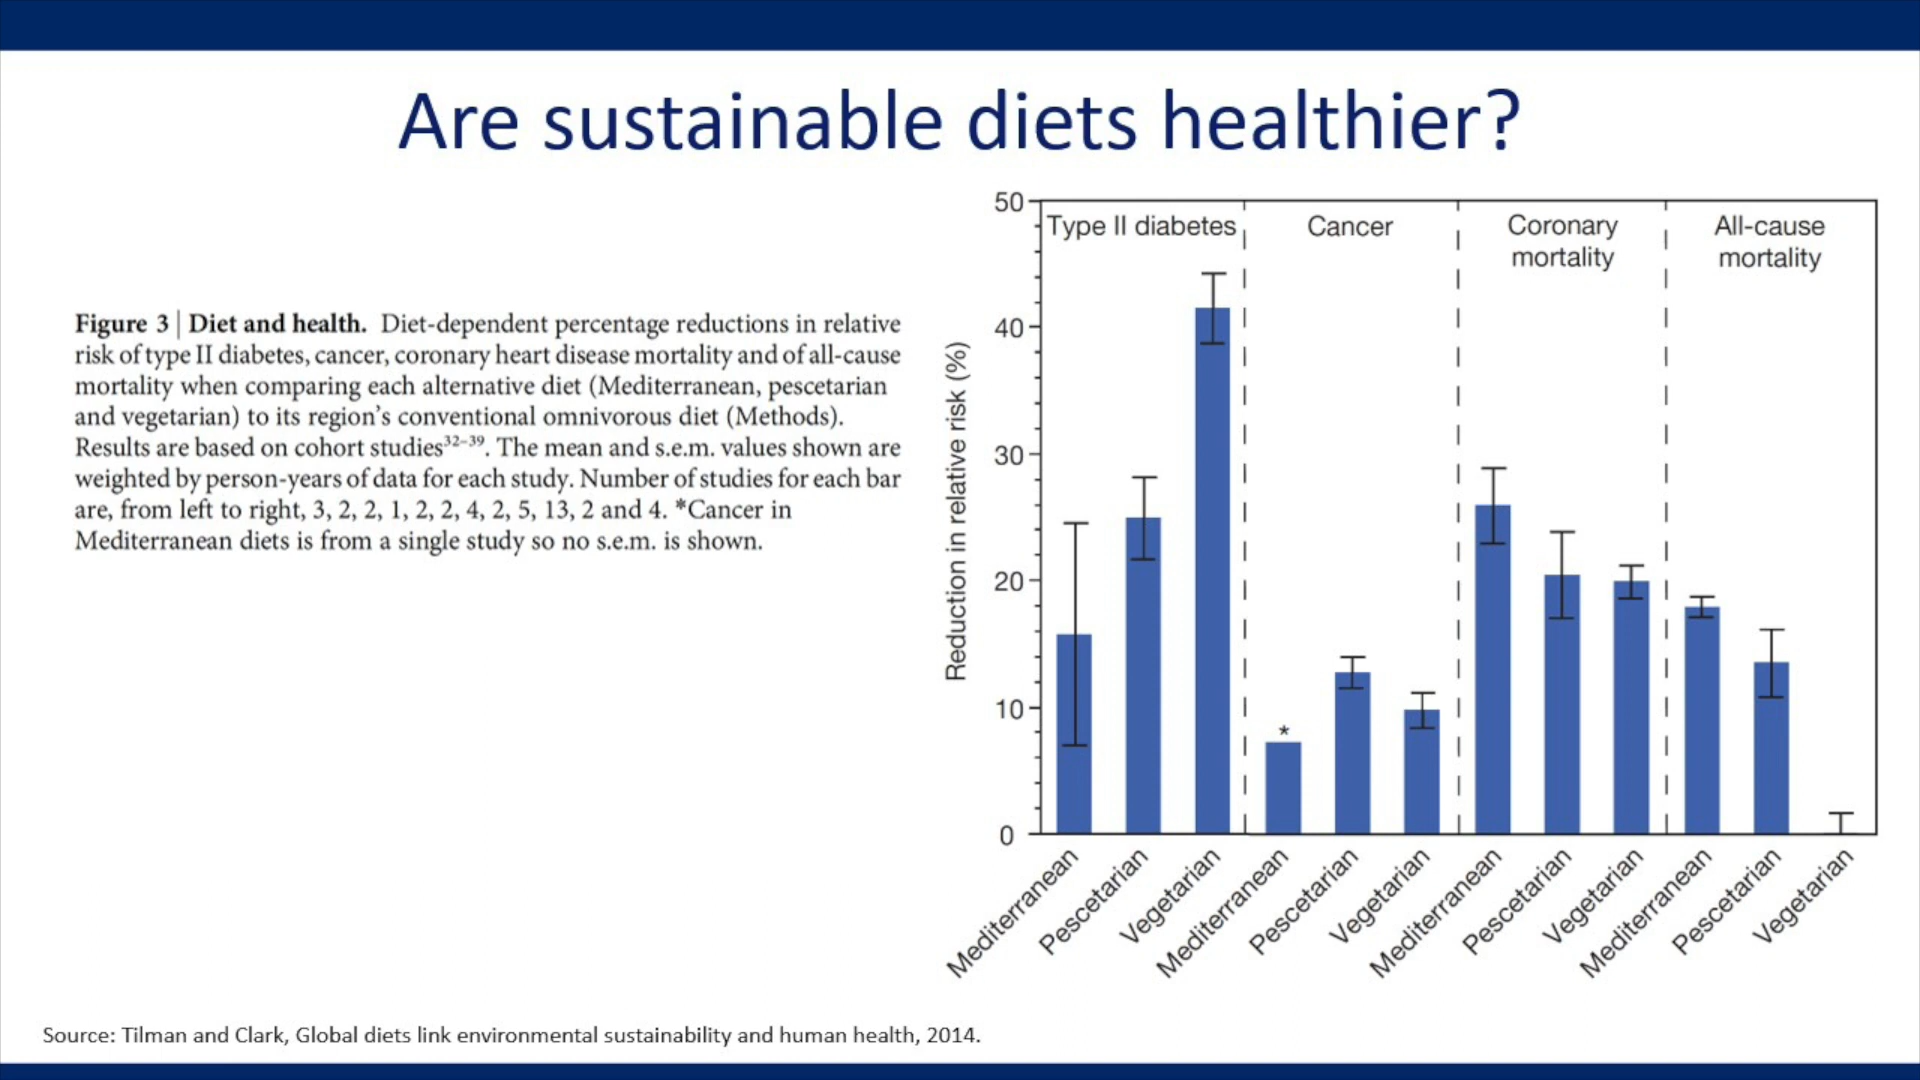 Are sustainable diets healthier?
Figure 3 | Diet and health. Diet-dependent percentage reductions in relative
risk of type II diabetes, cancer, coronary heart disease mortality and of all-cause
mortality when comparing each alternative diet (Mediterranean, pescetarian
and vegetarian) to its region's conventional omnivorous diet (Methods).
Results are based on cohort studies³²⁻³⁹. The mean and s.e.m. values shown are
weighted by person-years of data for each study. Number of studies for each bar
are, from left to right, 3, 2, 2, 1, 2, 2, 4, 2, 5, 13, 2 and 4. *Cancer in
Mediterranean diets is from a single study so no s.e.m. is shown.
Reduction in relative risk (%)
50
40
30
20
10
0
Type II diabetes
Cancer
Coronary
mortality
All-cause
mortality
*
Mediterranean
Pescetarian
Vegetarian
Mediterranean
Pescetarian
Vegetarian
Mediterranean
Pescetarian
Vegetarian
Mediterranean
Pescetarian
Vegetarian
Source: Tilman and Clark, Global diets link environmental sustainability and human health, 2014.